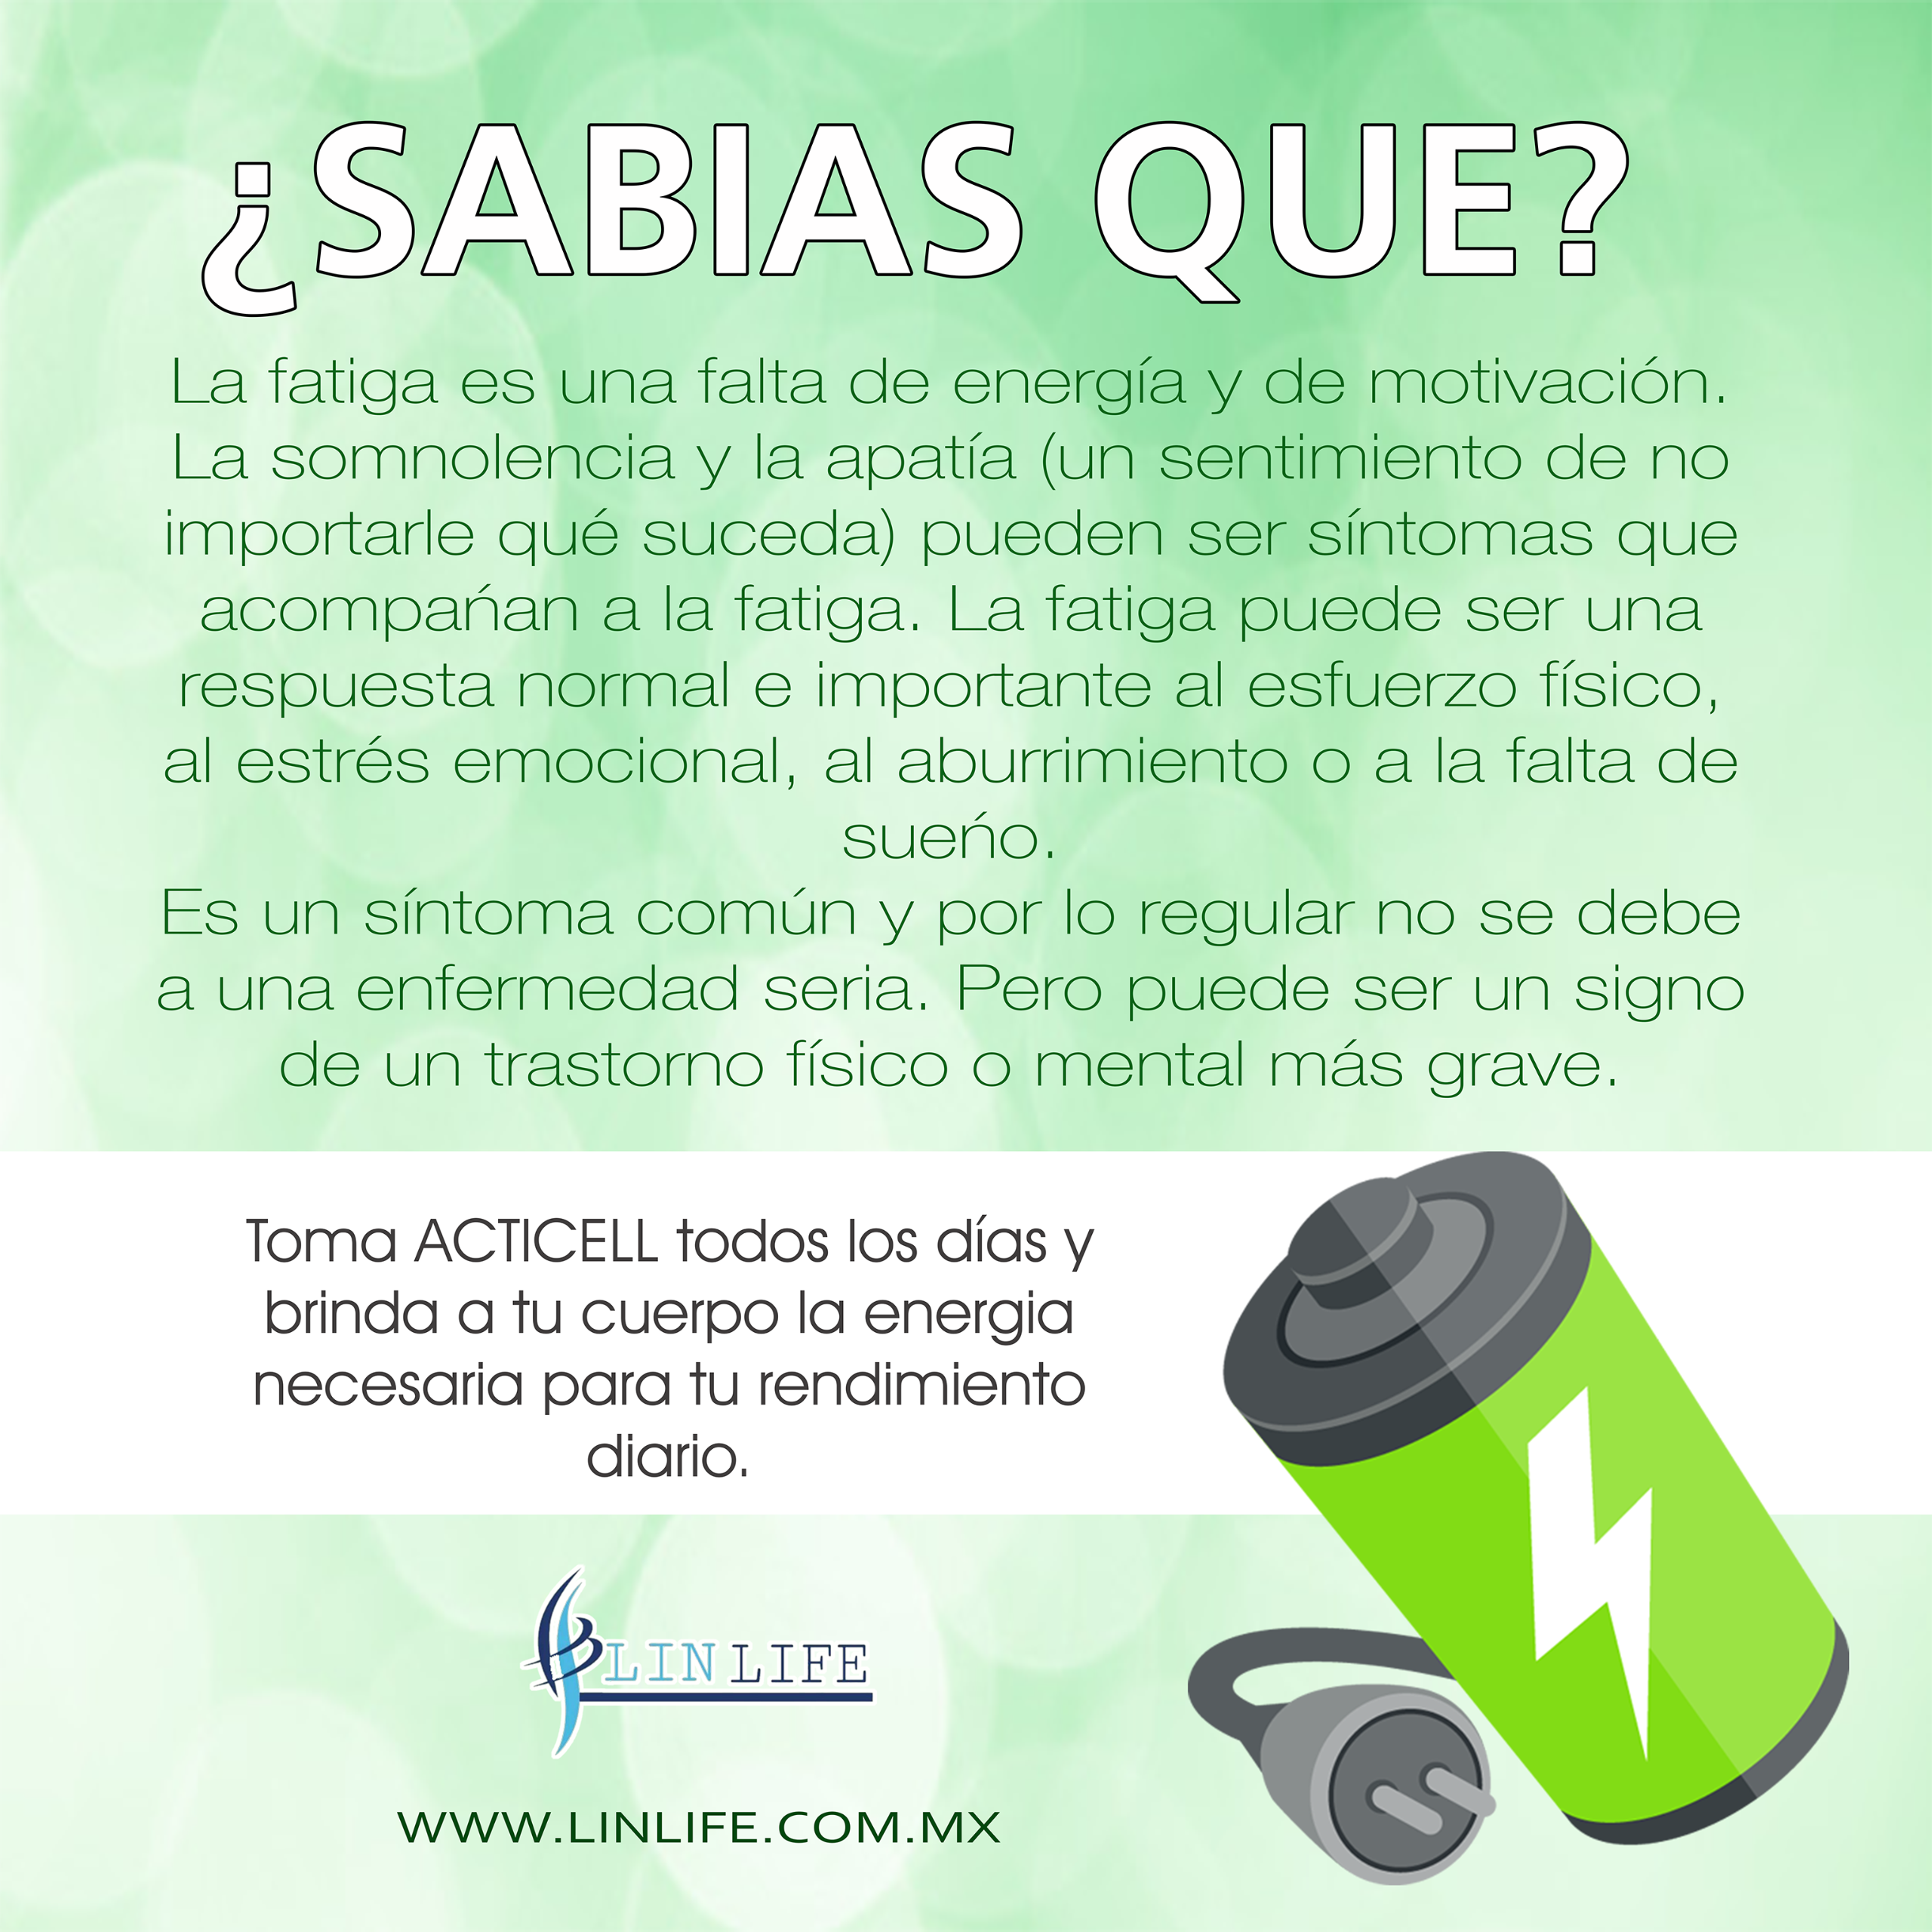 ¿SABIAS QUE?
La fatiga es una falta de energía y de motivación.
La somnolencia y la apatía (un sentimiento de no
importarle qué suceda) pueden ser síntomas que
acompańan a la fatiga. La fatiga puede ser una
respuesta normal e importante al esfuerzo físico,
al estrés emocional, al aburrimiento o a la falta de
sueńo.
Es un síntoma común y por lo regular no se debe
a una enfermedad seria. Pero puede ser un signo
de un trastorno físico o mental más grave.
Toma ACTICELL todos los días y
brinda a tu cuerpo la energia
necesaria para tu rendimiento
diario.
LINLIFE
WWW.LINLIFE.COM.MX